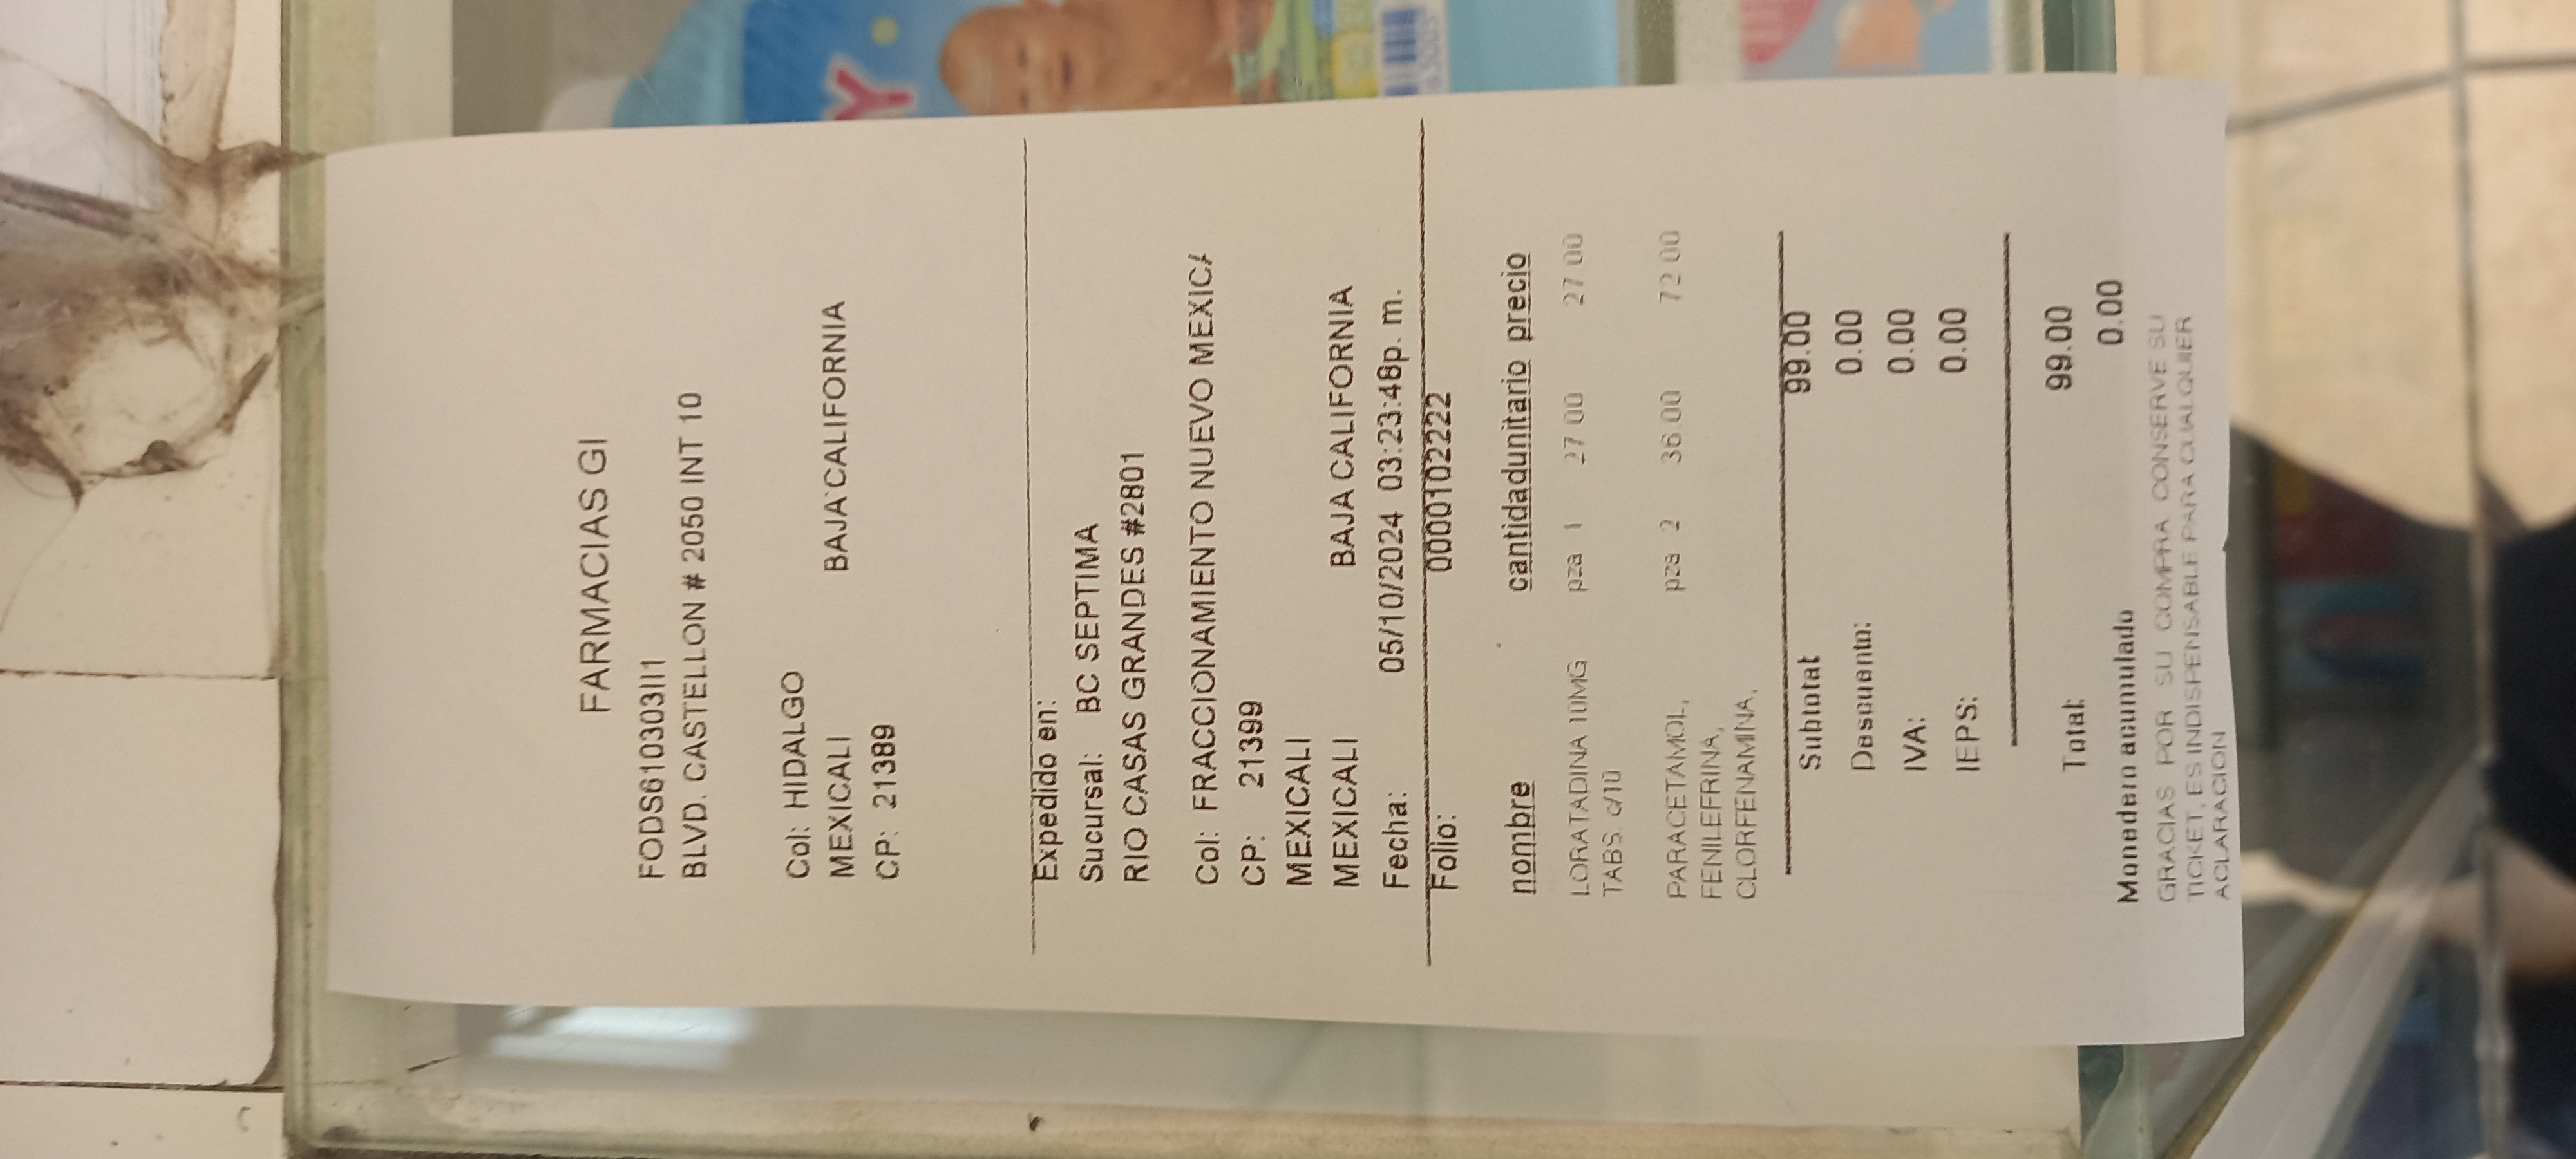 FARMACIAS GI
FODS610303II1
BLVD. CASTELLON # 2050 INT 10
Col: HIDALGO
MEXICALI BAJA CALIFORNIA
CP: 21389
Expedido en:
Sucursal: BC SEPTIMA
RIO CASAS GRANDES #2801
Col: FRACCIONAMIENTO NUEVO MEXICA
CP: 21399
MEXICALI
MEXICALI BAJA CALIFORNIA
Fecha: 05/10/2024 03:23:48p. m.
Folio: 0000102222
nonbre cantidadunitario precio
LORATADINA 10MG pza 1 27.00 27.00
TABS c/10
PARACETAMOL, pza 2 36.00 72.00
FENILEFRINA,
CLORFENAMINA,
Subtotat 99.00
Descuento: 0.00
IVA: 0.00
IEPS: 0.00
Total: 99.00
Monedero acumulado 0.00
GRACIAS POR SU COMPRA CONSERVE SU
TICKET, ES INDISPENSABLE PARA CUALQUIER
ACLARACION
Y